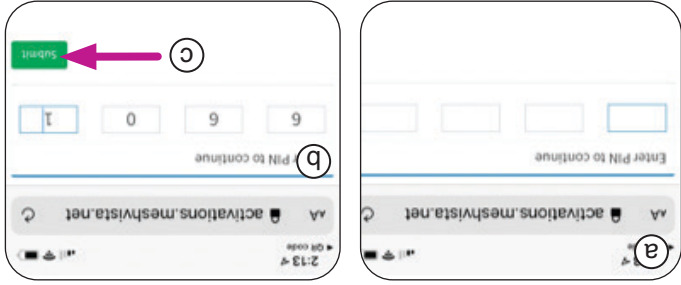 a
Enter PIN to continue
AA activations.meshvista.net
2:13
QR code
AA activations.meshvista.net
b
PIN to continue
6 6 0 1
c
Submit